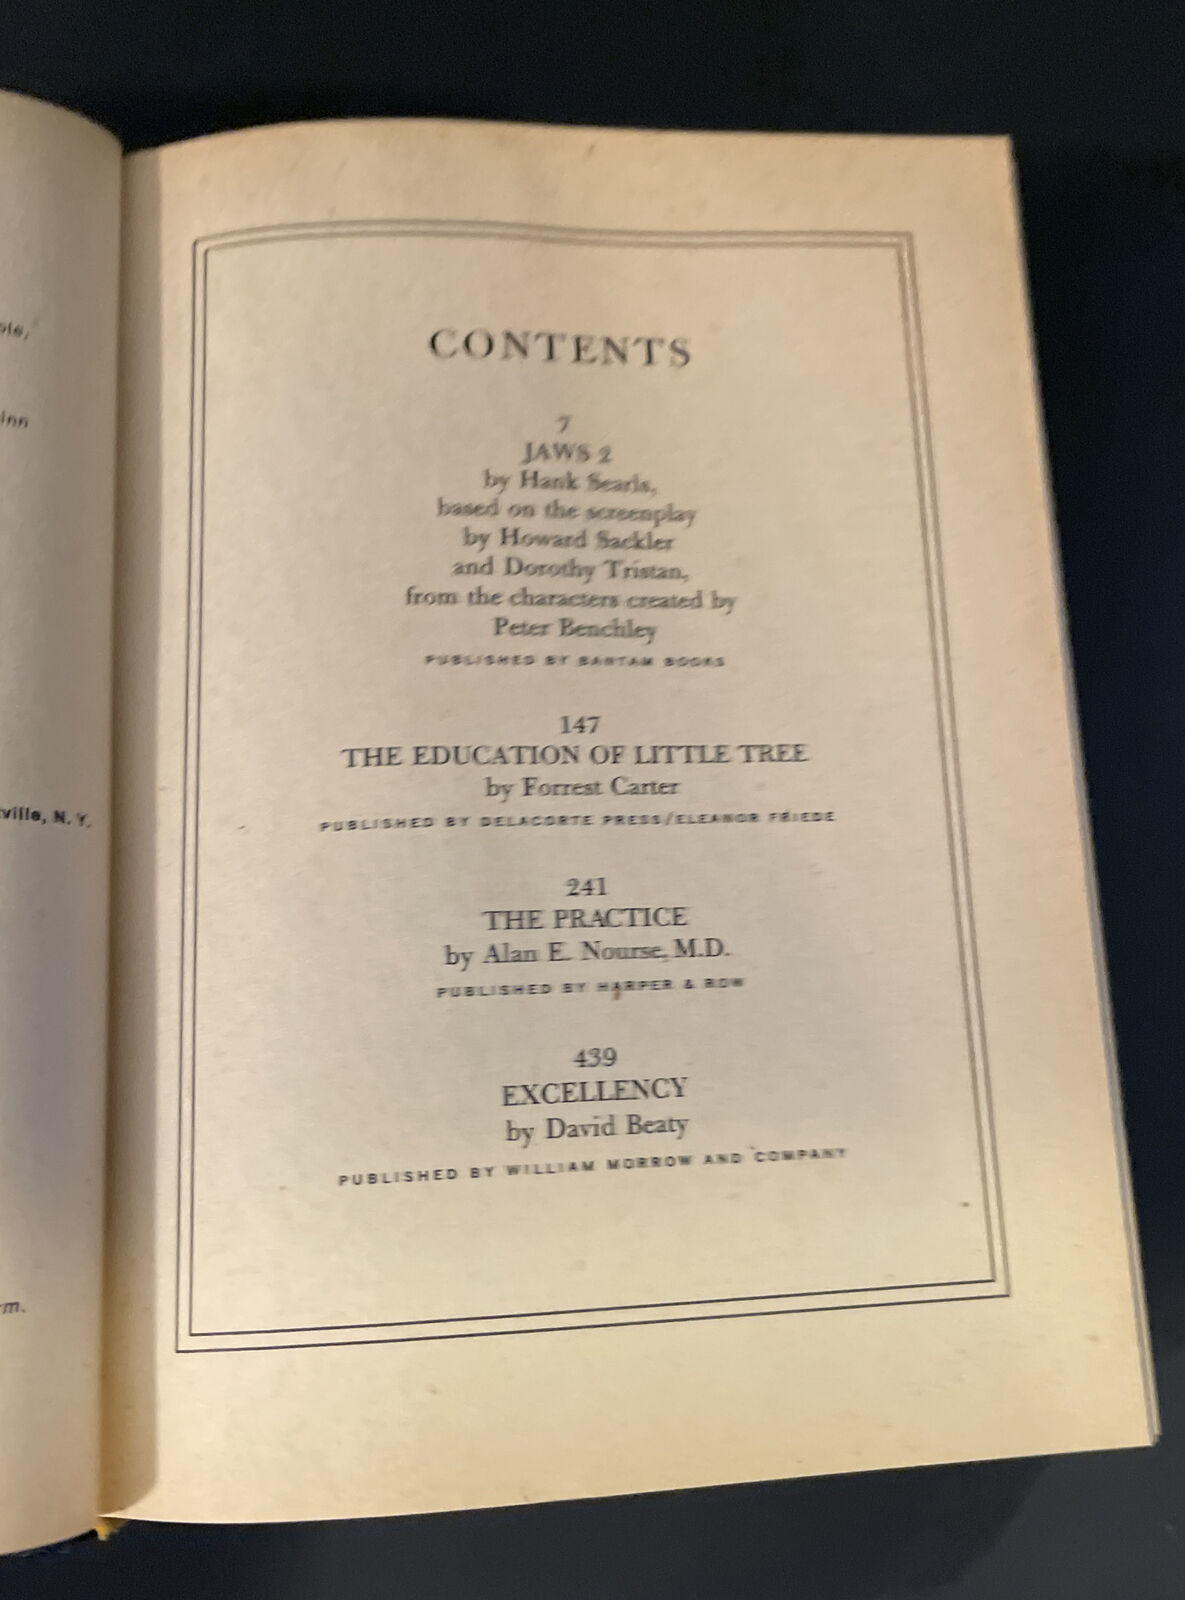 ole,
inn
ville, N. Y.
rm.
CONTENTS
7
JAWS 2
by Hank Searls,
based on the screenplay
by Howard Sackler
and Dorothy Tristan,
from the characters created by
Peter Benchley
PUBLISHED BY BANTAM BOOKS
147
THE EDUCATION OF LITTLE TREE
by Forrest Carter
PUBLISHED BY DELACORTE PRESS/ELEANOR FRIEDE
241
THE PRACTICE
by Alan E. Nourse, M.D.
PUBLISHED BY HARPER & ROW
439
EXCELLENCY
by David Beaty
PUBLISHED BY WILLIAM MORROW AND COMPANY